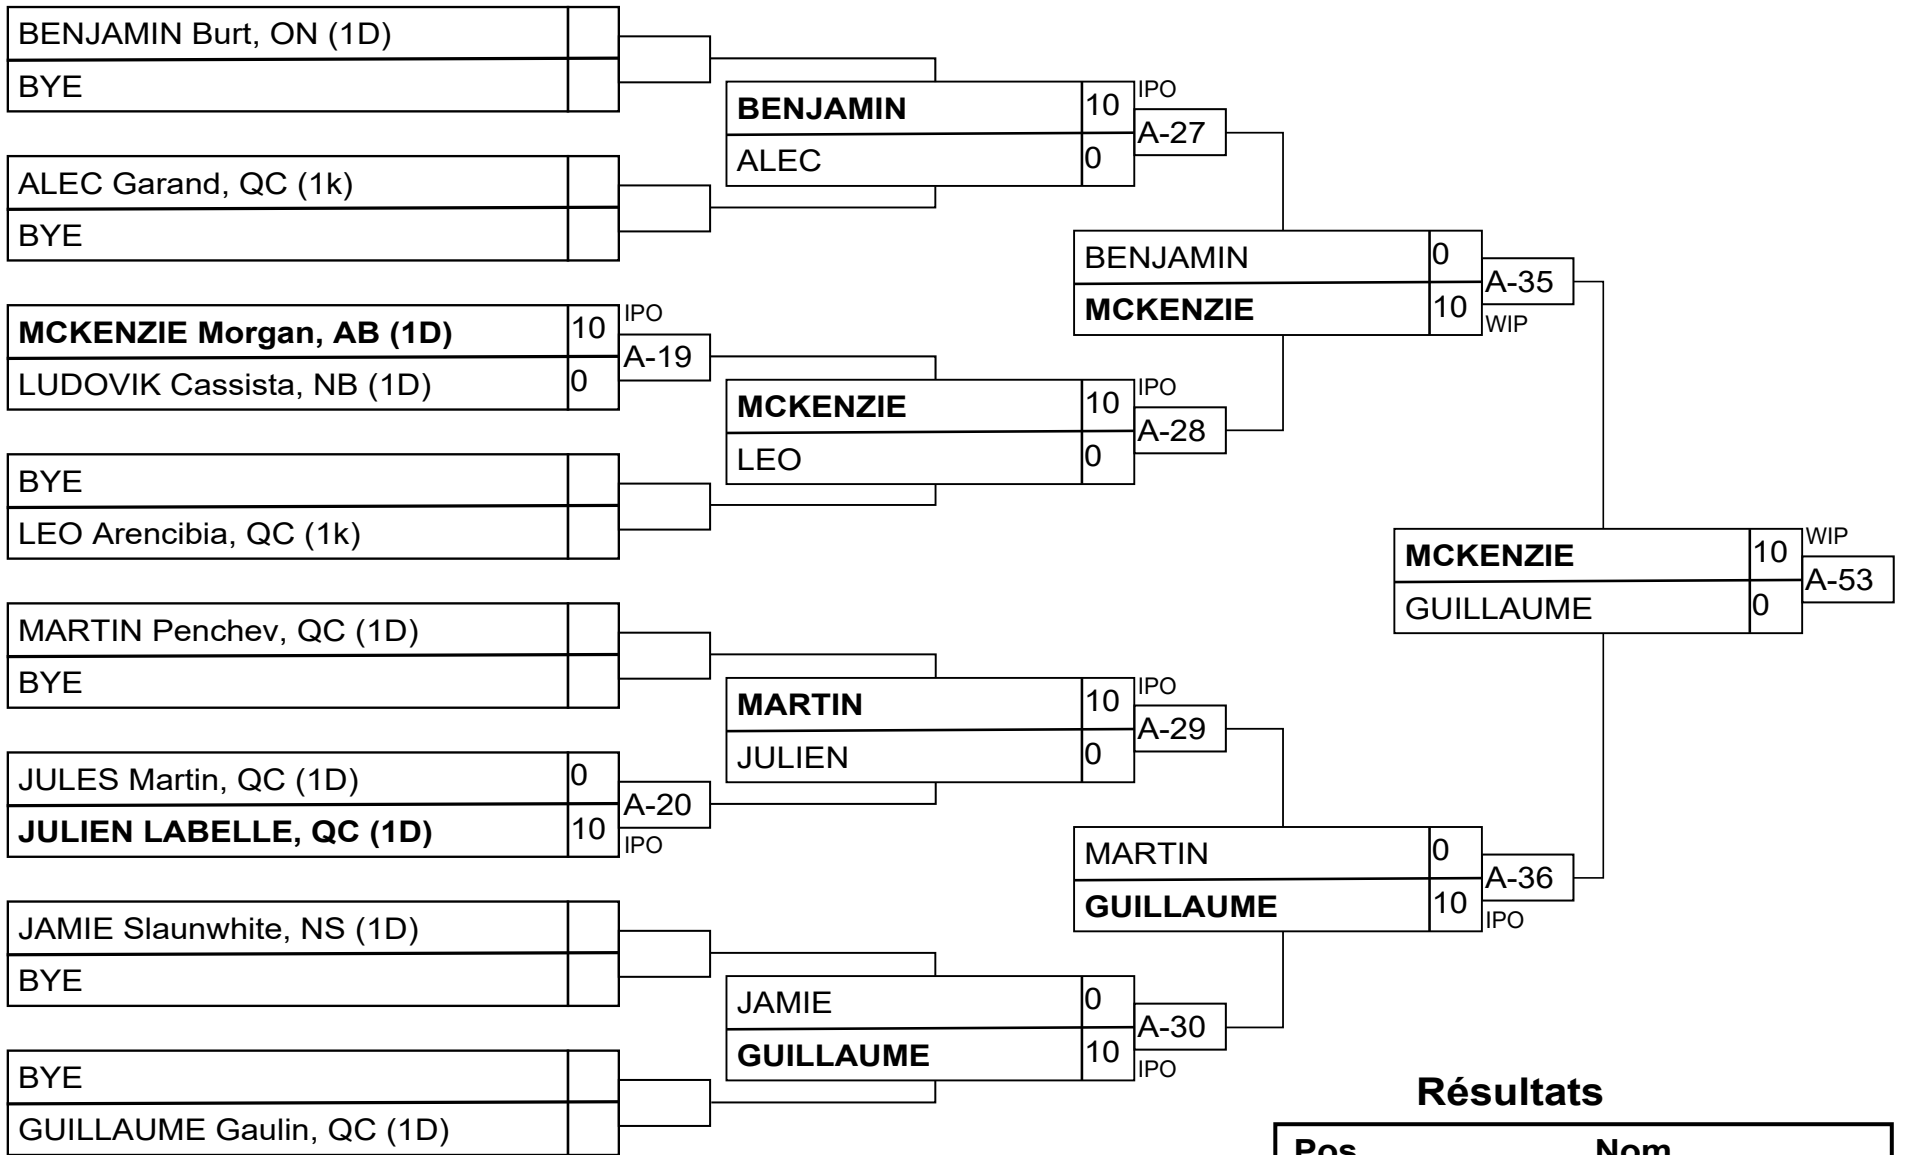 BENJAMIN Burt, ON (1D)
BYE
ALEC Garand, QC (1k)
BYE
MCKENZIE Morgan, AB (1D) 10 IPO
A-19
LUDOVIK Cassista, NB (1D) 0
BYE
LEO Arencibia, QC (1k)
MARTIN Penchev, QC (1D)
BYE
JULES Martin, QC (1D) 0
A-20
JULIEN LABELLE, QC (1D) 10 IPO
JAMIE Slaunwhite, NS (1D)
BYE
BYE
GUILLAUME Gaulin, QC (1D)
BENJAMIN 10 IPO
A-27
ALEC 0
MCKENZIE 10 IPO
A-28
LEO 0
MARTIN 10 IPO
A-29
JULIEN 0
JAMIE 0
A-30
GUILLAUME 10 IPO
BENJAMIN 0
A-35
MCKENZIE 10 WIP
MARTIN 0
A-36
GUILLAUME 10 IPO
MCKENZIE 10 WIP
A-53
GUILLAUME 0
Résultats
Pos Nom